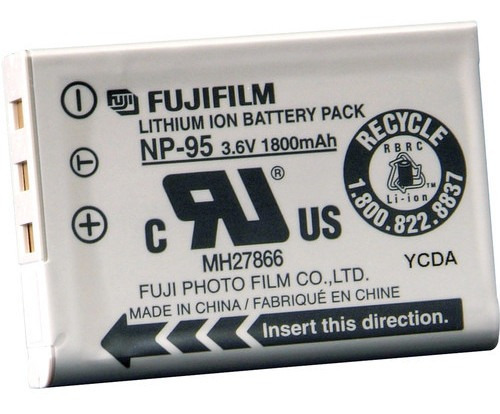 FUJIFILM
LITHIUM ION BATTERY PACK
NP-95 3.6V 1800mAh
RECYCLE
RBRC
Li-ion
1.800.822.8837
T
C RU US
MH27866
YCDA
FUJI PHOTO FILM CO.,LTD.
MADE IN CHINA / FABRIQUÉ EN CHINE
Insert this direction.